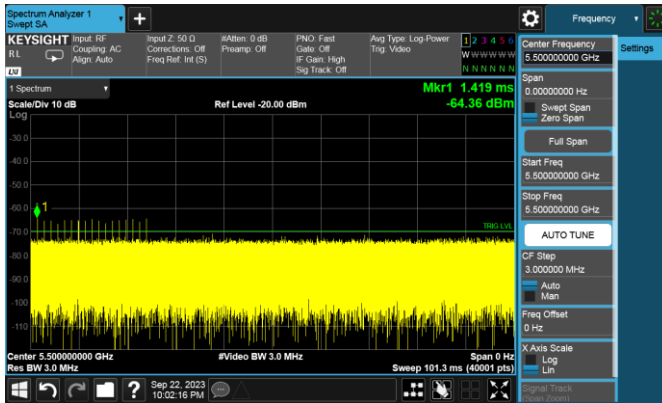 Spectrum Analyzer 1
Swept SA
+
Frequency
KEYSIGHT
RL
LXI
Input: RF
Coupling: AC
Align: Auto
Input Z: 50 Ω
Corrections: Off
Freq Ref: Int (S)
#Atten: 0 dB
Preamp: Off
PNO: Fast
Gate: Off
IF Gain: High
Sig Track: Off
Avg Type: Log-Power
Trig: Video
1 2 3 4 5 6
W W W W W W
N N N N N N
1 Spectrum
Scale/Div 10 dB
Log
Ref Level -20.00 dBm
Mkr1 1.419 ms
-64.36 dBm
-30.0
-40.0
-50.0
-60.0
-70.0
-80.0
-90.0
-100
-110
1
TRIG LVL
Center 5.500000000 GHz
Res BW 3.0 MHz
#Video BW 3.0 MHz
Span 0 Hz
Sweep 101.3 ms (40001 pts)
?
Sep 22, 2023
10:02:16 PM
Center Frequency
5.500000000 GHz
Span
0.00000000 Hz
Swept Span
Zero Span
Full Span
Start Freq
5.500000000 GHz
Stop Freq
5.500000000 GHz
AUTO TUNE
CF Step
3.000000 MHz
Auto
Man
Freq Offset
0 Hz
X Axis Scale
Log
Lin
Signal Track
(Span Zoom)
Settings